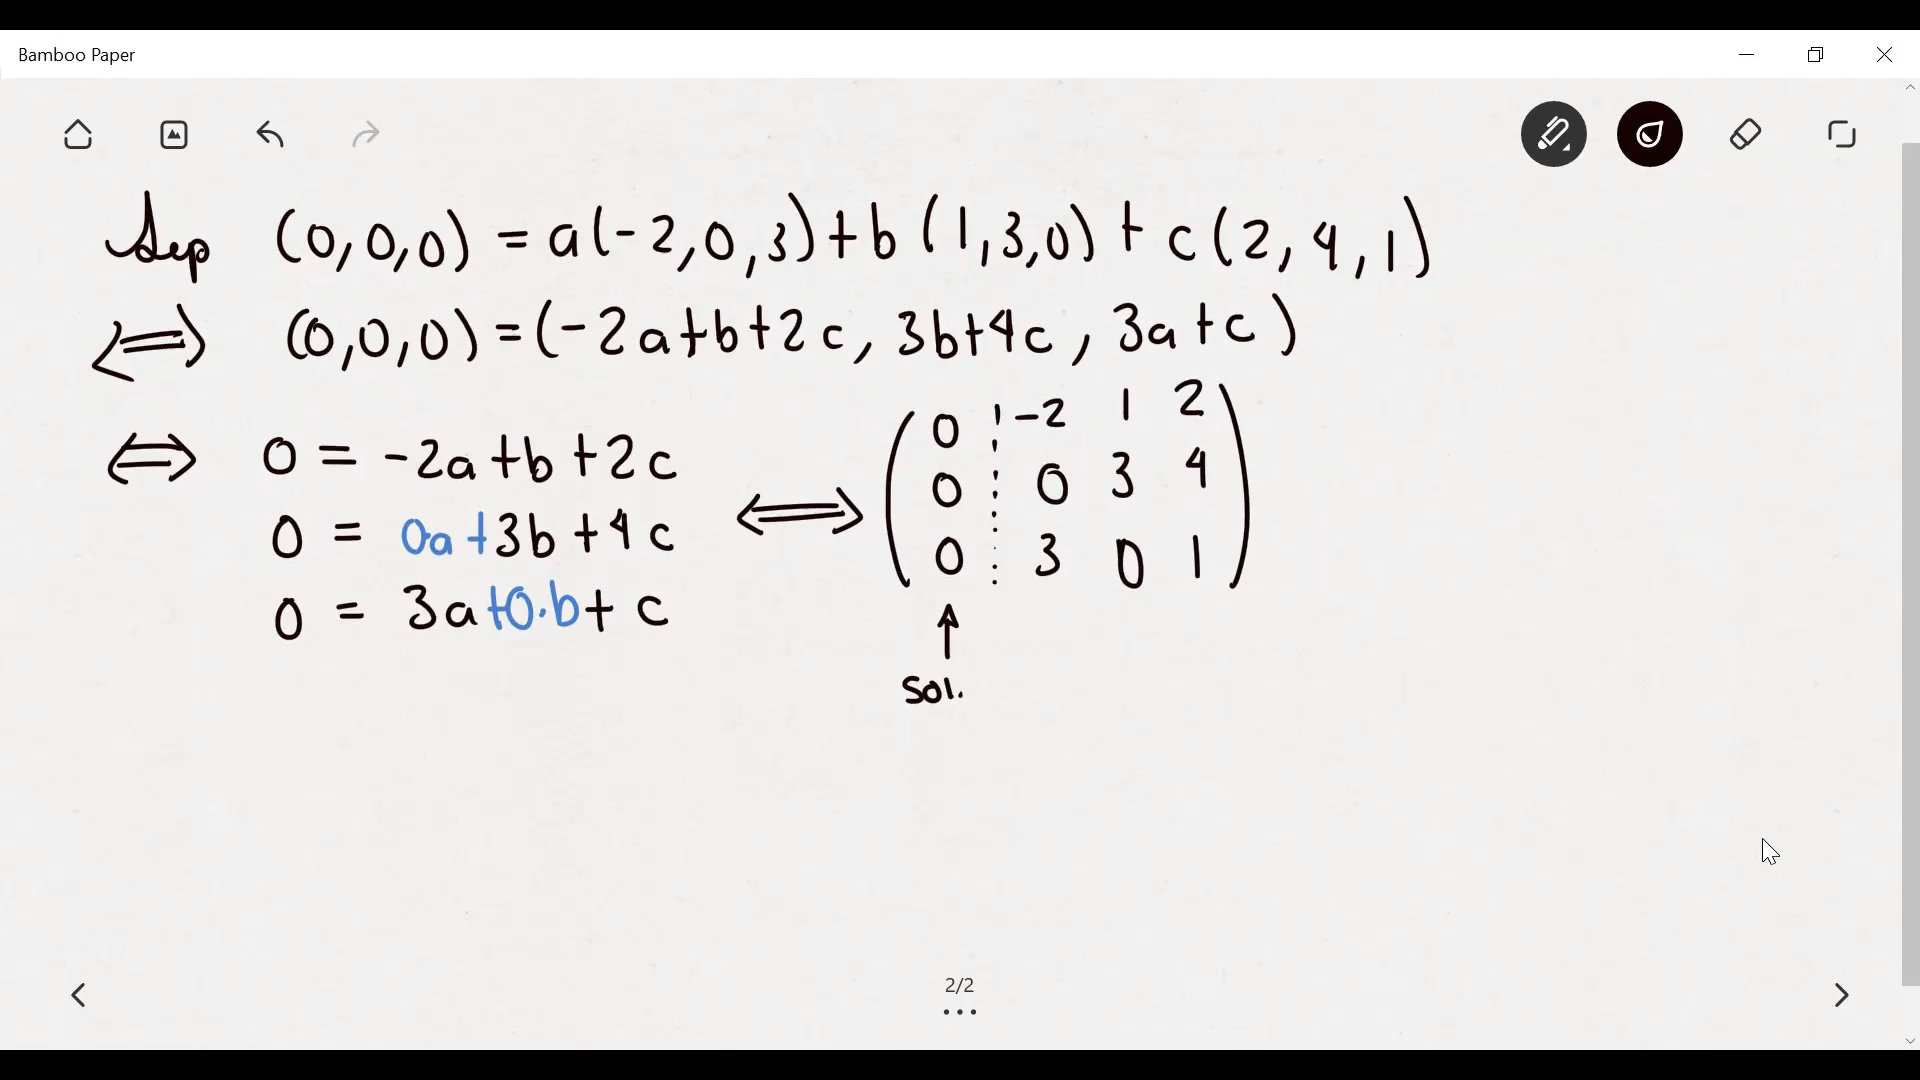 Bamboo Paper
Sup (0,0,0) = a(-2,0,3)+b(1,3,0)+c(2,4,1)
⟺ (0,0,0)=(-2a+b+2c, 3b+4c, 3a+c)
⟺ 0 = -2a+b+2c
0 = 0a+3b+4c
0 = 3a+0·b+c
⟺
0 ¦ -2 1 2
0 ¦ 0 3 4
0 ¦ 3 0 1
↑
Sol.
2/2